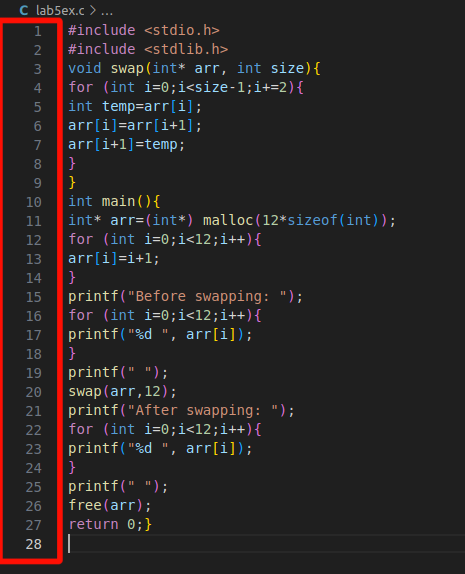 C lab5ex.c > ...
1 #include <stdio.h>
2 #include <stdlib.h>
3 void swap(int* arr, int size){
4 for (int i=0;i<size-1;i+=2){
5 int temp=arr[i];
6 arr[i]=arr[i+1];
7 arr[i+1]=temp;
8 }
9 }
10 int main(){
11 int* arr=(int*) malloc(12*sizeof(int));
12 for (int i=0;i<12;i++){
13 arr[i]=i+1;
14 }
15 printf("Before swapping: ");
16 for (int i=0;i<12;i++){
17 printf("%d ", arr[i]);
18 }
19 printf(" ");
20 swap(arr,12);
21 printf("After swapping: ");
22 for (int i=0;i<12;i++){
23 printf("%d ", arr[i]);
24 }
25 printf(" ");
26 free(arr);
27 return 0;}
28